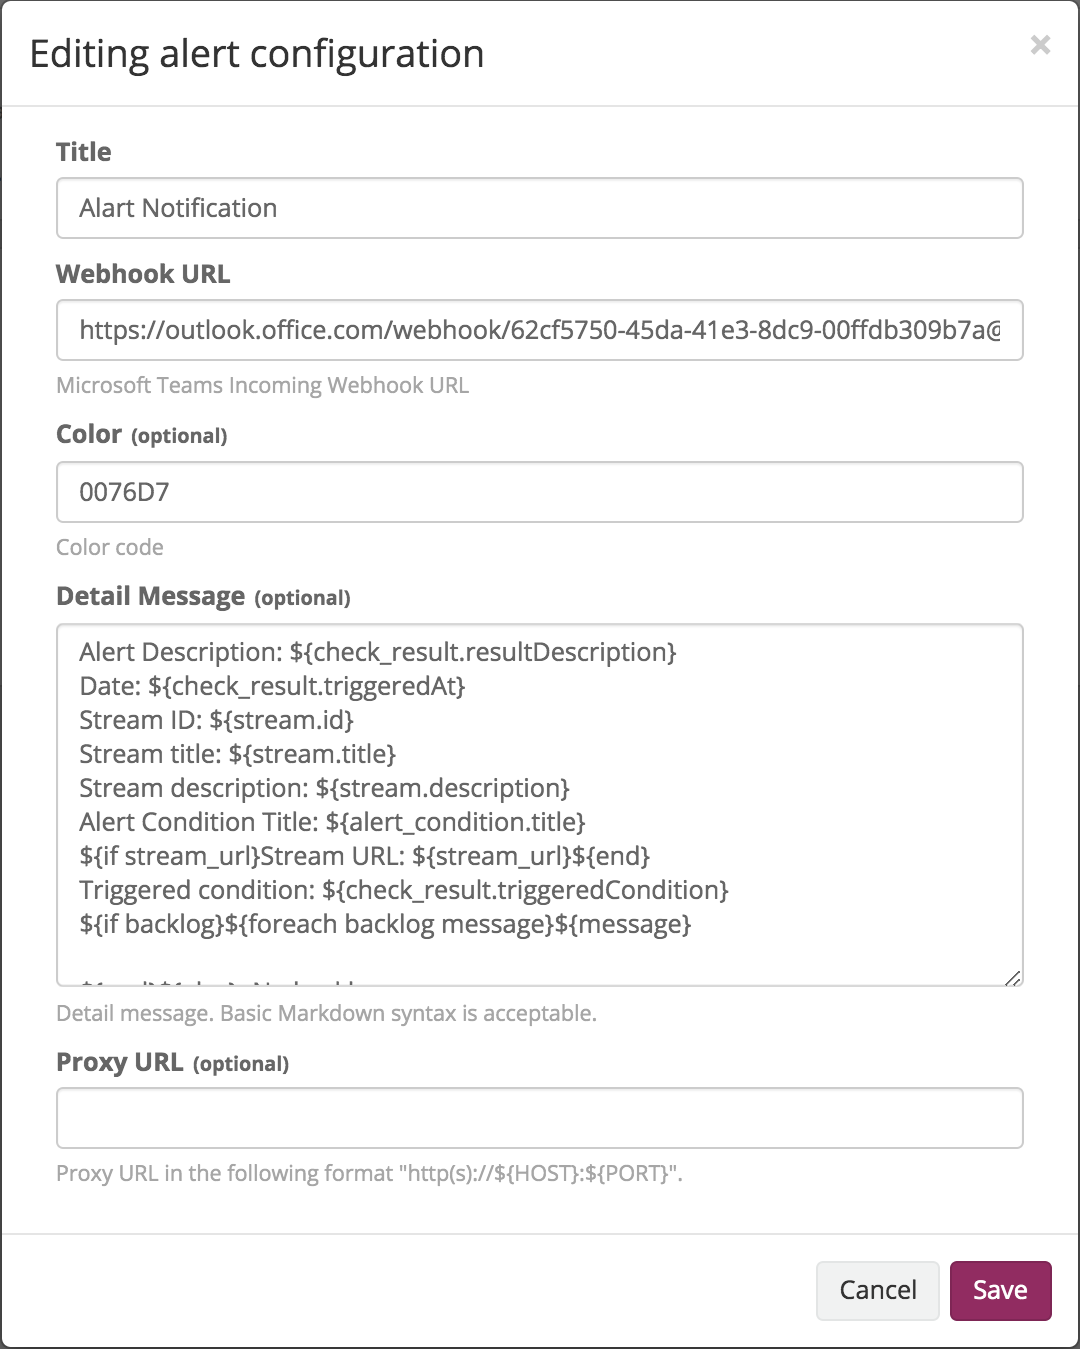 Editing alert configuration
×
Title
Alart Notification
Webhook URL
https://outlook.office.com/webhook/62cf5750-45da-41e3-8dc9-00ffdb309b7a@
Microsoft Teams Incoming Webhook URL
Color (optional)
0076D7
Color code
Detail Message (optional)
Alert Description: ${check_result.resultDescription}
Date: ${check_result.triggeredAt}
Stream ID: ${stream.id}
Stream title: ${stream.title}
Stream description: ${stream.description}
Alert Condition Title: ${alert_condition.title}
${if stream_url}Stream URL: ${stream_url}${end}
Triggered condition: ${check_result.triggeredCondition}
${if backlog}${foreach backlog message}${message}
Detail message. Basic Markdown syntax is acceptable.
Proxy URL (optional)
Proxy URL in the following format "http(s)://${HOST}:${PORT}".
Cancel Save